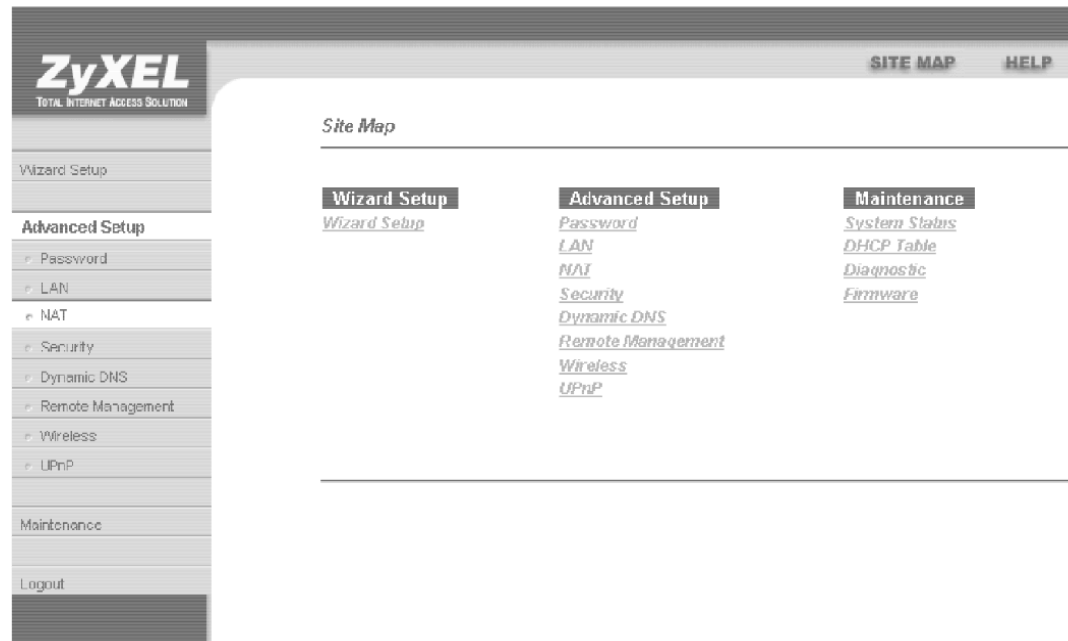 ZyXEL
TOTAL INTERNET ACCESS SOLUTION
SITE MAP
HELP
Wizard Setup
Advanced Setup
Password
LAN
NAT
Security
Dynamic DNS
Remote Management
Wireless
UPnP
Maintenance
Logout
Site Map
Wizard Setup
Wizard Setup
Advanced Setup
Password
LAN
NAT
Security
Dynamic DNS
Remote Management
Wireless
UPnP
Maintenance
System Status
DHCP Table
Diagnostic
Firmware